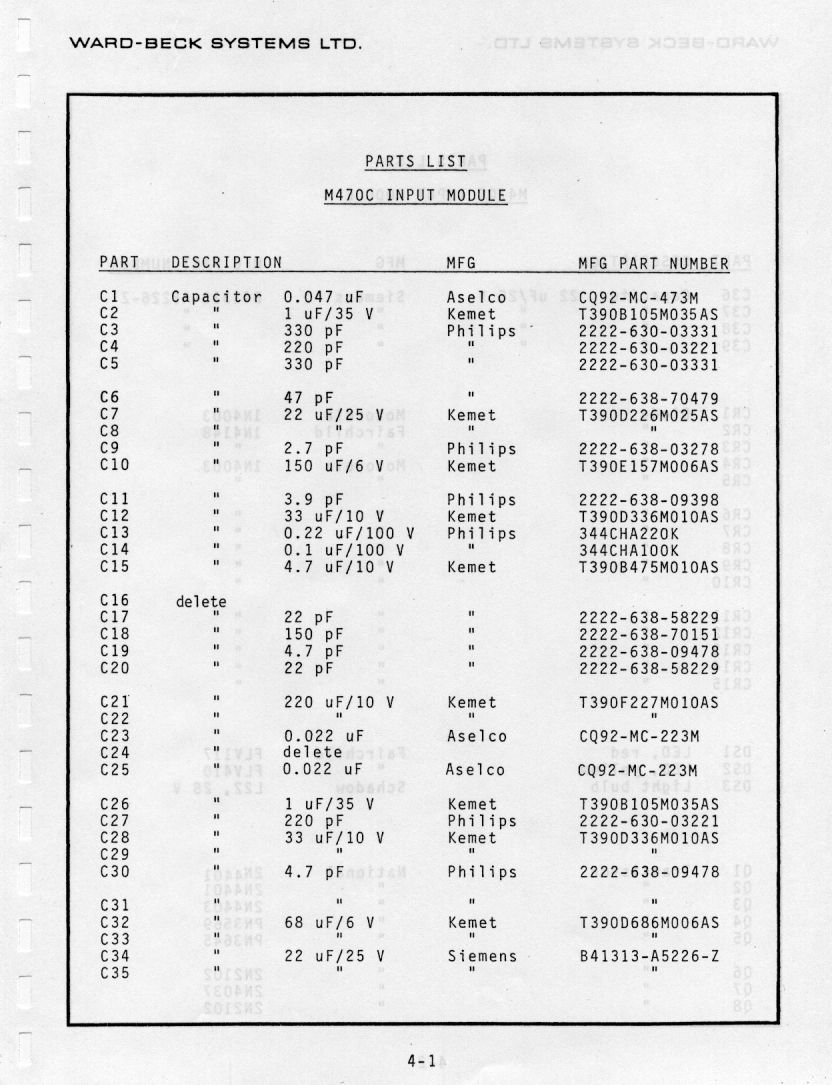 WARD-BECK SYSTEMS LTD.
PARTS LIST
M470C INPUT MODULE
PART DESCRIPTION MFG MFG PART NUMBER
C1 Capacitor 0.047 uF Aselco CQ92-MC-473M
C2 " 1 uF/35 V Kemet T390B105M035AS
C3 " 330 pF Philips 2222-630-03331
C4 " 220 pF " 2222-630-03221
C5 " 330 pF " 2222-630-03331
C6 " 47 pF " 2222-638-70479
C7 " 22 uF/25 V Kemet T390D226M025AS
C8 " " " "
C9 " 2.7 pF Philips 2222-638-03278
C10 " 150 uF/6 V Kemet T390E157M006AS
C11 " 3.9 pF Philips 2222-638-09398
C12 " 33 uF/10 V Kemet T390D336M010AS
C13 " 0.22 uF/100 V Philips 344CHA220K
C14 " 0.1 uF/100 V " 344CHA100K
C15 " 4.7 uF/10 V Kemet T390B475M010AS
C16 delete
C17 " 22 pF " 2222-638-58229
C18 " 150 pF " 2222-638-70151
C19 " 4.7 pF " 2222-638-09478
C20 " 22 pF " 2222-638-58229
C21 " 220 uF/10 V Kemet T390F227M010AS
C22 " " " "
C23 " 0.022 uF Aselco CQ92-MC-223M
C24 " delete
C25 " 0.022 uF Aselco CQ92-MC-223M
C26 " 1 uF/35 V Kemet T390B105M035AS
C27 " 220 pF Philips 2222-630-03221
C28 " 33 uF/10 V Kemet T390D336M010AS
C29 " " " "
C30 " 4.7 pF Philips 2222-638-09478
C31 " " " "
C32 " 68 uF/6 V Kemet T390D686M006AS
C33 " " " "
C34 " 22 uF/25 V Siemens B41313-A5226-Z
C35 " " " "
4-1